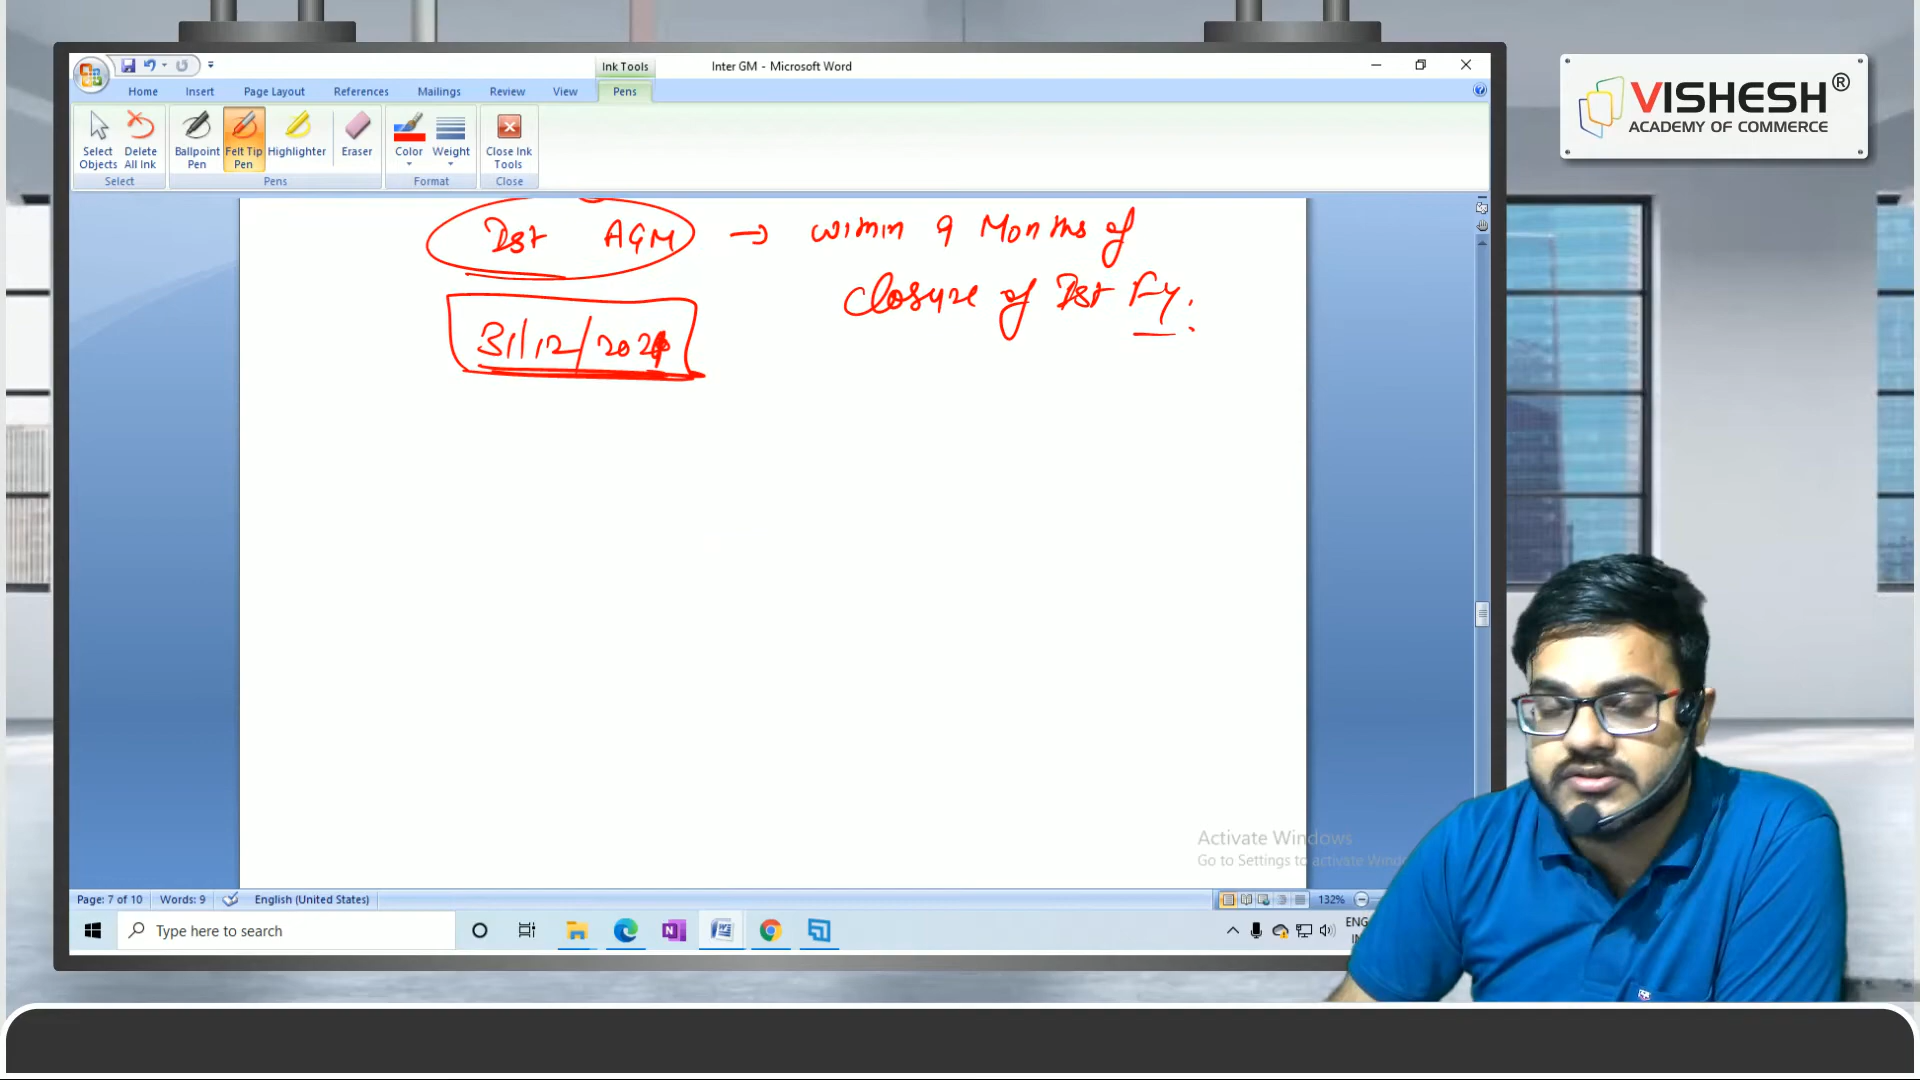 Inter GM - Microsoft Word
Ink Tools
Home Insert Page Layout References Mailings Review View Pens
Select Objects
Delete All Ink
Ballpoint Pen
Felt Tip Pen
Highlighter
Eraser
Color
Weight
Close Ink Tools
Select
Pens
Format
Close
VISHESH®
ACADEMY OF COMMERCE
Ist AGM → within 9 Months of
closure of Ist Fy.
31/12/2021
Activate Windows
Go to Settings to activate Windo
Page: 7 of 10 Words: 9 English (United States) 132%
Type here to search
ENG